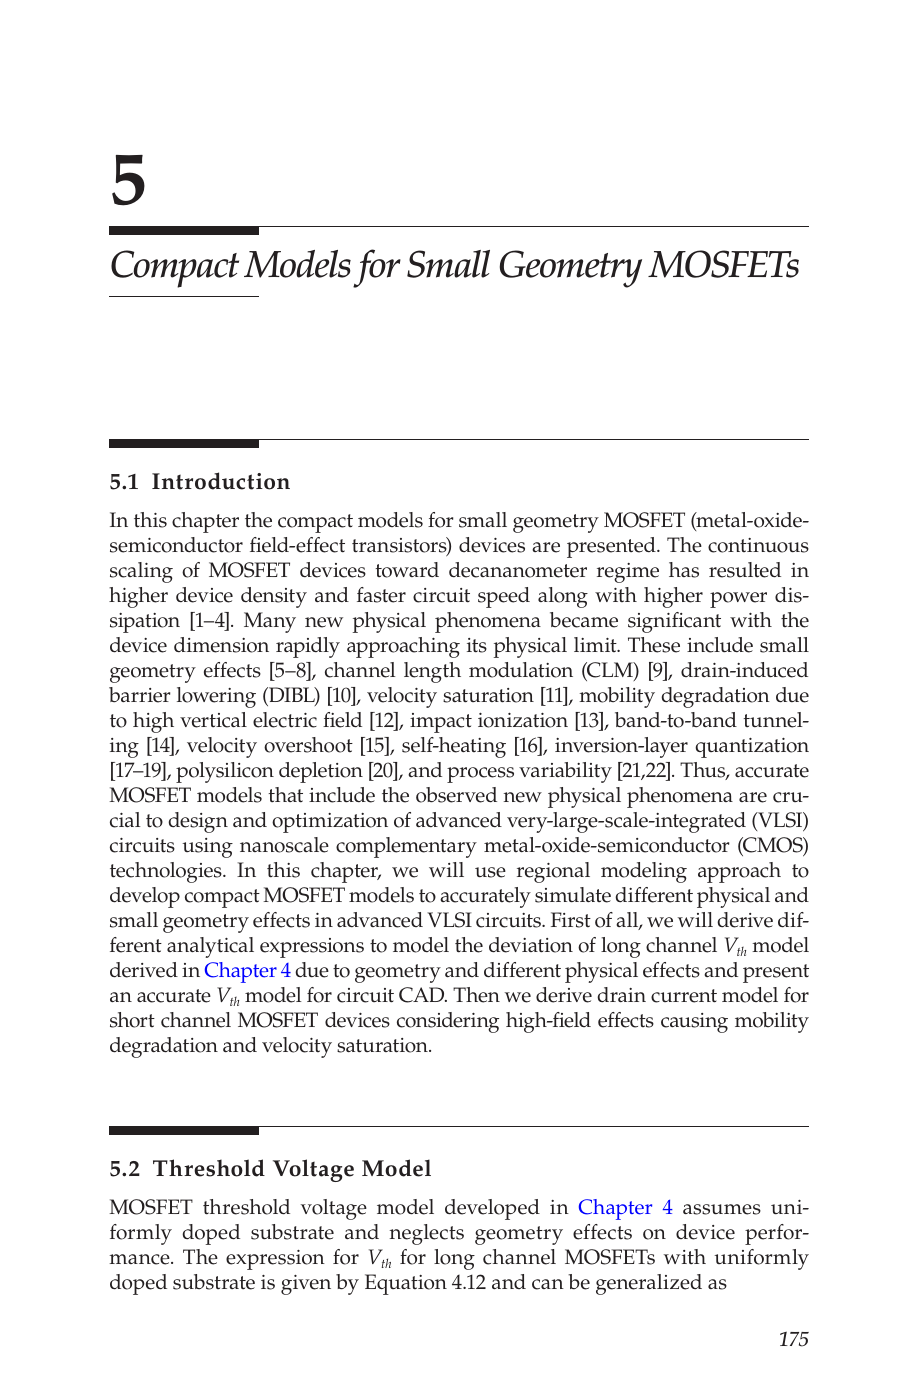 5
Compact Models for Small Geometry MOSFETs
5.1 Introduction
In this chapter the compact models for small geometry MOSFET (metal-oxide-
semiconductor field-effect transistors) devices are presented. The continuous
scaling of MOSFET devices toward decananometer regime has resulted in
higher device density and faster circuit speed along with higher power dis-
sipation [1–4]. Many new physical phenomena became significant with the
device dimension rapidly approaching its physical limit. These include small
geometry effects [5–8], channel length modulation (CLM) [9], drain-induced
barrier lowering (DIBL) [10], velocity saturation [11], mobility degradation due
to high vertical electric field [12], impact ionization [13], band-to-band tunnel-
ing [14], velocity overshoot [15], self-heating [16], inversion-layer quantization
[17–19], polysilicon depletion [20], and process variability [21,22]. Thus, accurate
MOSFET models that include the observed new physical phenomena are cru-
cial to design and optimization of advanced very-large-scale-integrated (VLSI)
circuits using nanoscale complementary metal-oxide-semiconductor (CMOS)
technologies. In this chapter, we will use regional modeling approach to
develop compact MOSFET models to accurately simulate different physical and
small geometry effects in advanced VLSI circuits. First of all, we will derive dif-
ferent analytical expressions to model the deviation of long channel Vth model
derived in Chapter 4 due to geometry and different physical effects and present
an accurate Vth model for circuit CAD. Then we derive drain current model for
short channel MOSFET devices considering high-field effects causing mobility
degradation and velocity saturation.
5.2 Threshold Voltage Model
MOSFET threshold voltage model developed in Chapter 4 assumes uni-
formly doped substrate and neglects geometry effects on device perfor-
mance. The expression for Vth for long channel MOSFETs with uniformly
doped substrate is given by Equation 4.12 and can be generalized as
175